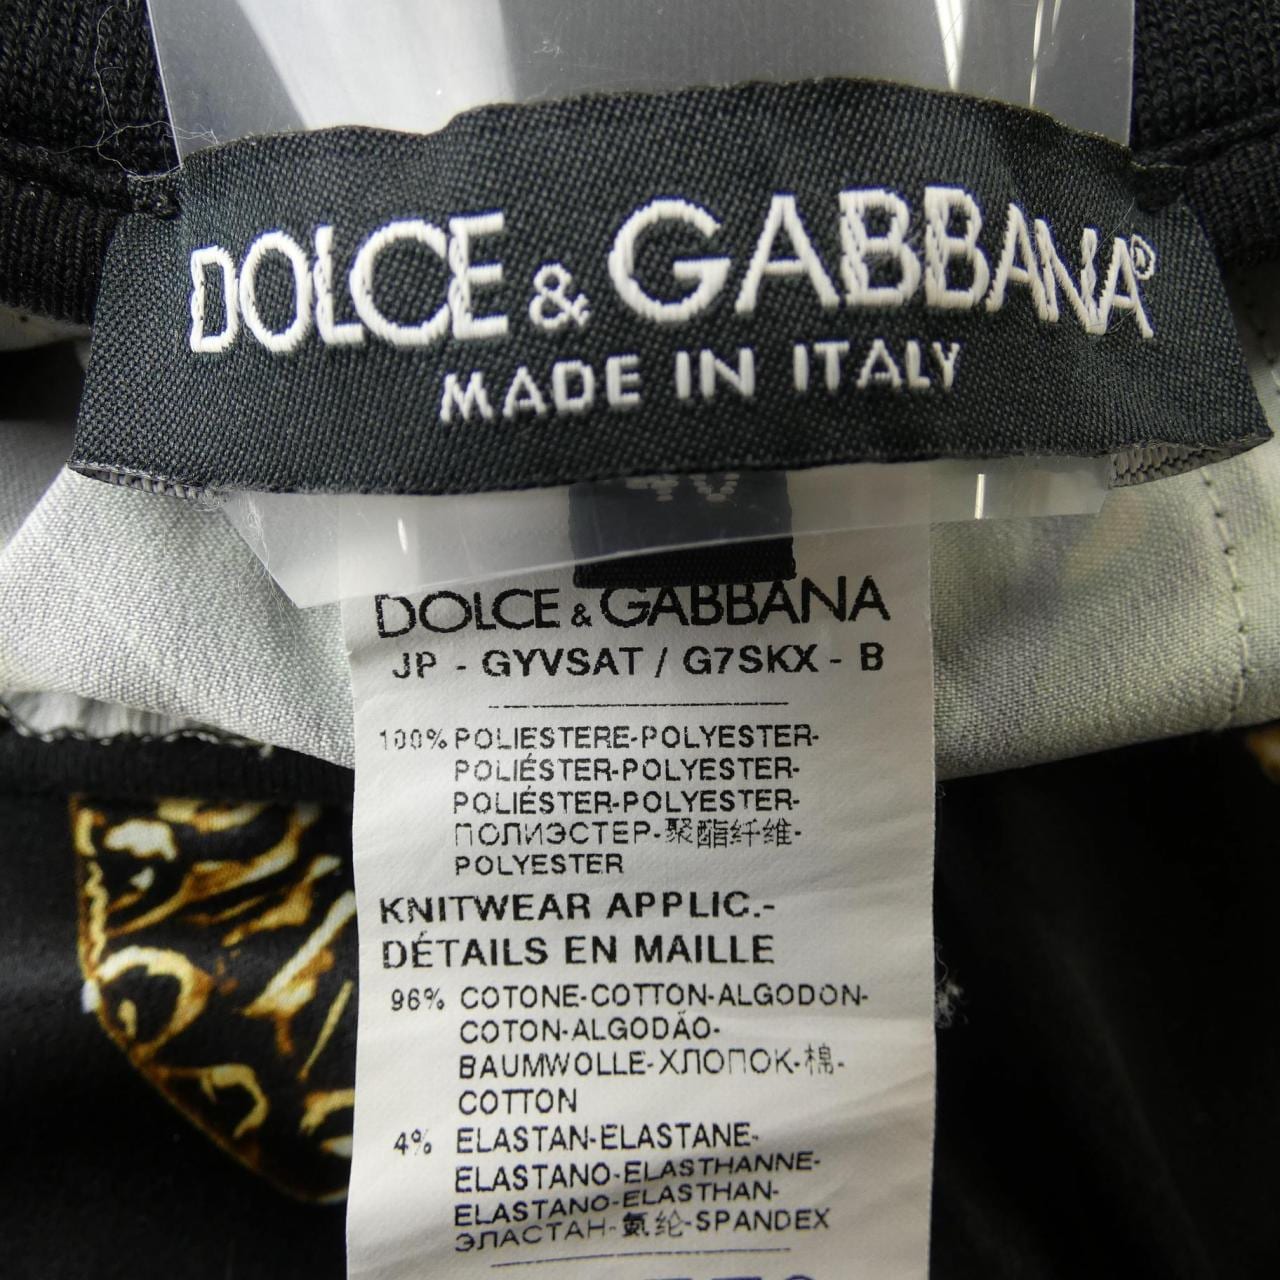 DOLCE & GABBANA®
MADE IN ITALY
DOLCE & GABBANA
JP - GYVSAT / G7SKX - B
100% POLIESTERE-POLYESTER-
POLIÉSTER-POLYESTER-
POLIÉSTER-POLYESTER-
ПОЛИЭСТЕР-聚酯纤维-
POLYESTER
KNITWEAR APPLIC.-
DÉTAILS EN MAILLE
96% COTONE-COTTON-ALGODON-
COTON-ALGODÃO-
BAUMWOLLE-ХЛОПОК-棉-
COTTON
4% ELASTAN-ELASTANE-
ELASTANO-ELASTHANNE-
ELASTANO-ELASTHAN-
ЭЛАСТАН-氨纶-SPANDEX